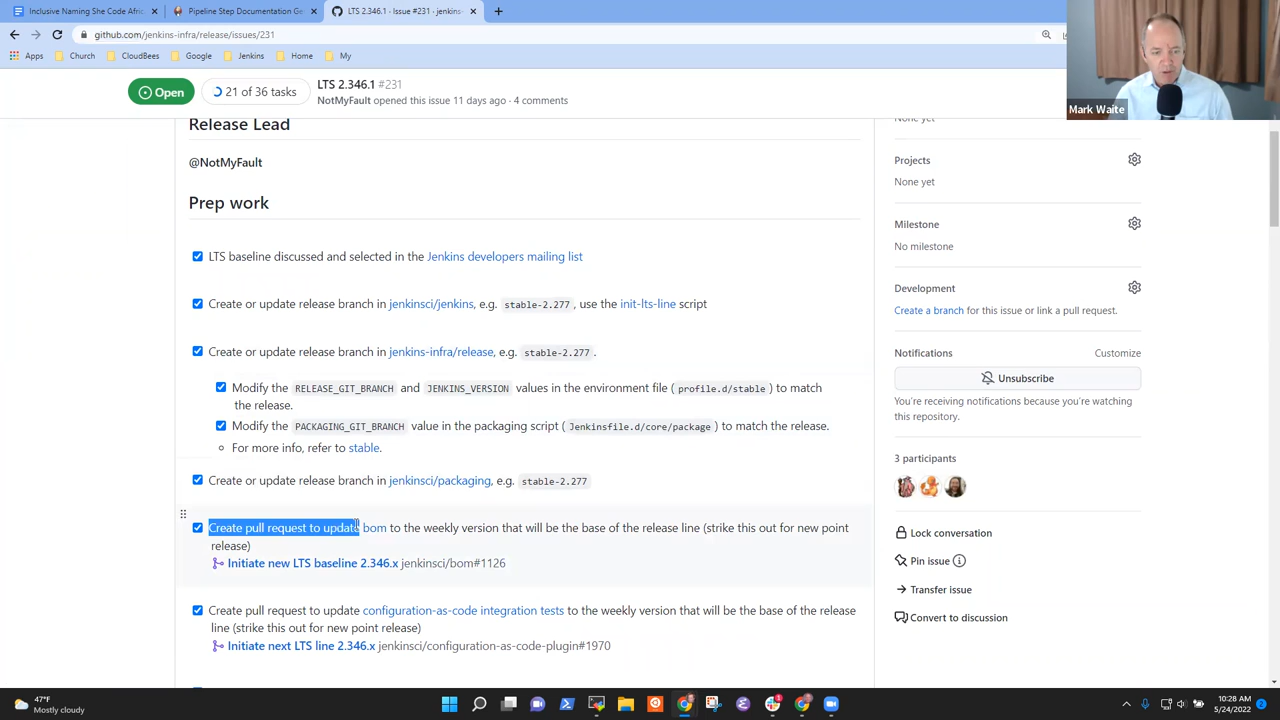 Inclusive Naming She Code Afric
Pipeline Step Documentation Ge
LTS 2.346.1 · Issue #231 · jenkins-
github.com/jenkins-infra/release/issues/231
Apps
Church
CloudBees
Google
Jenkins
Home
My
Open
21 of 36 tasks
LTS 2.346.1 #231
NotMyFault opened this issue 11 days ago · 4 comments
Mark Waite
Release Lead
@NotMyFault
Prep work
LTS baseline discussed and selected in the Jenkins developers mailing list
Create or update release branch in jenkinsci/jenkins, e.g. stable-2.277, use the init-lts-line script
Create or update release branch in jenkins-infra/release, e.g. stable-2.277.
Modify the RELEASE_GIT_BRANCH and JENKINS_VERSION values in the environment file (profile.d/stable) to match
the release.
Modify the PACKAGING_GIT_BRANCH value in the packaging script (Jenkinsfile.d/core/package) to match the release.
For more info, refer to stable.
Create or update release branch in jenkinsci/packaging, e.g. stable-2.277
Create pull request to update bom to the weekly version that will be the base of the release line (strike this out for new point
release)
Initiate new LTS baseline 2.346.x jenkinsci/bom#1126
Create pull request to update configuration-as-code integration tests to the weekly version that will be the base of the release
line (strike this out for new point release)
Initiate next LTS line 2.346.x jenkinsci/configuration-as-code-plugin#1970
None yet
Projects
None yet
Milestone
No milestone
Development
Create a branch for this issue or link a pull request.
Notifications
Customize
Unsubscribe
You're receiving notifications because you're watching
this repository.
3 participants
Lock conversation
Pin issue
Transfer issue
Convert to discussion
47°F
Mostly cloudy
10:28 AM
5/24/2022
2